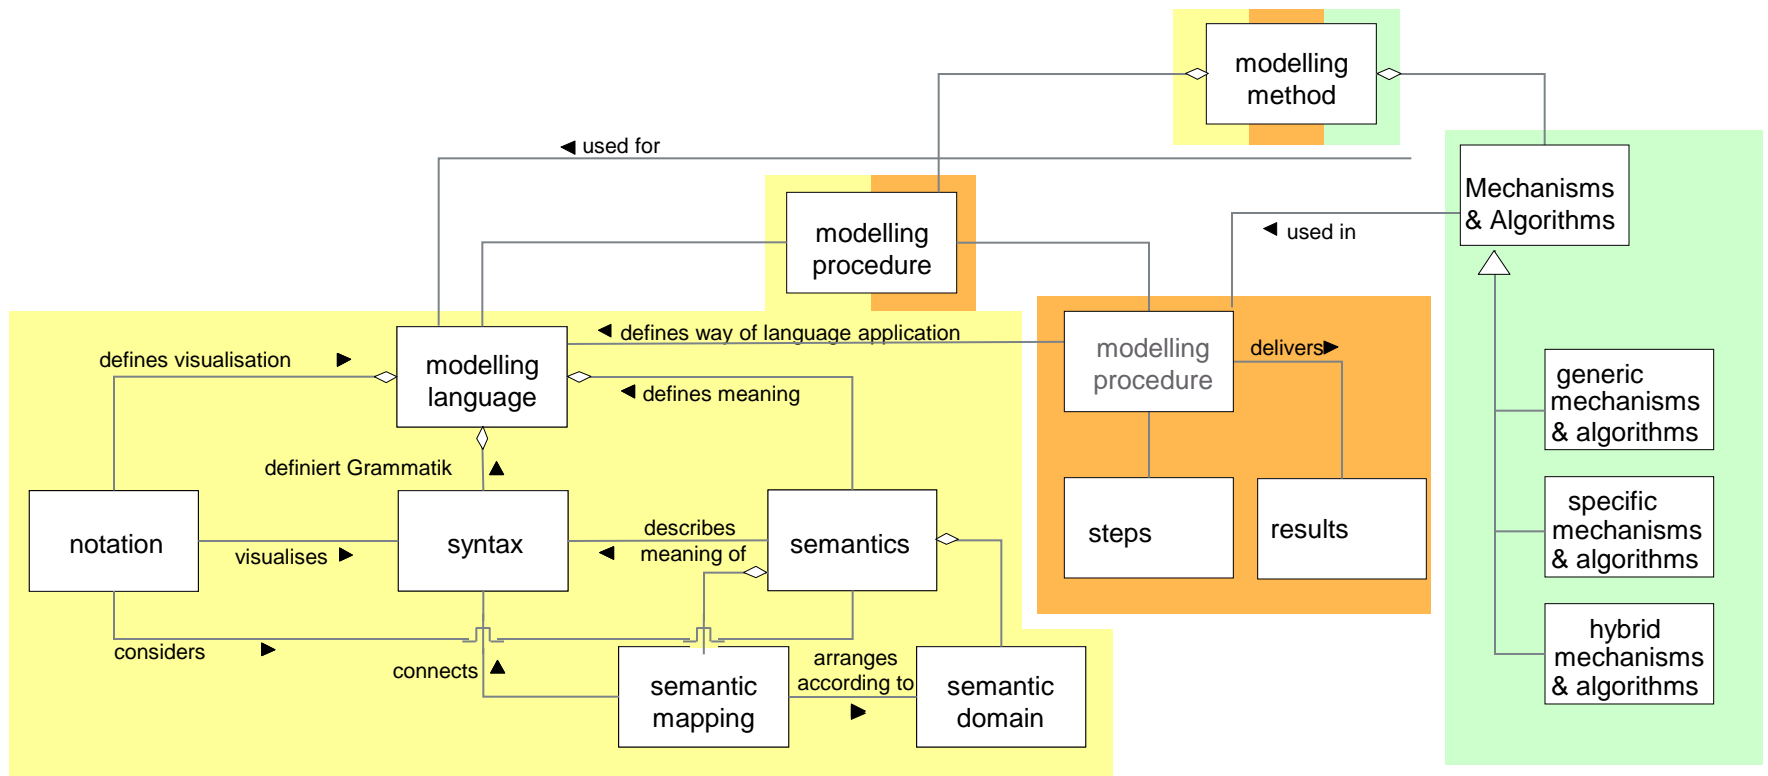 modelling
method
used for
Mechanisms
& Algorithms
modelling
procedure
used in
defines way of language application
modelling
language
defines visualisation
defines meaning
modelling
procedure
delivers
generic
mechanisms
& algorithms
definiert Grammatik
notation
visualises
syntax
describes
meaning of
semantics
steps
results
specific
mechanisms
& algorithms
considers
connects
semantic
mapping
arranges
according to
semantic
domain
hybrid
mechanisms
& algorithms